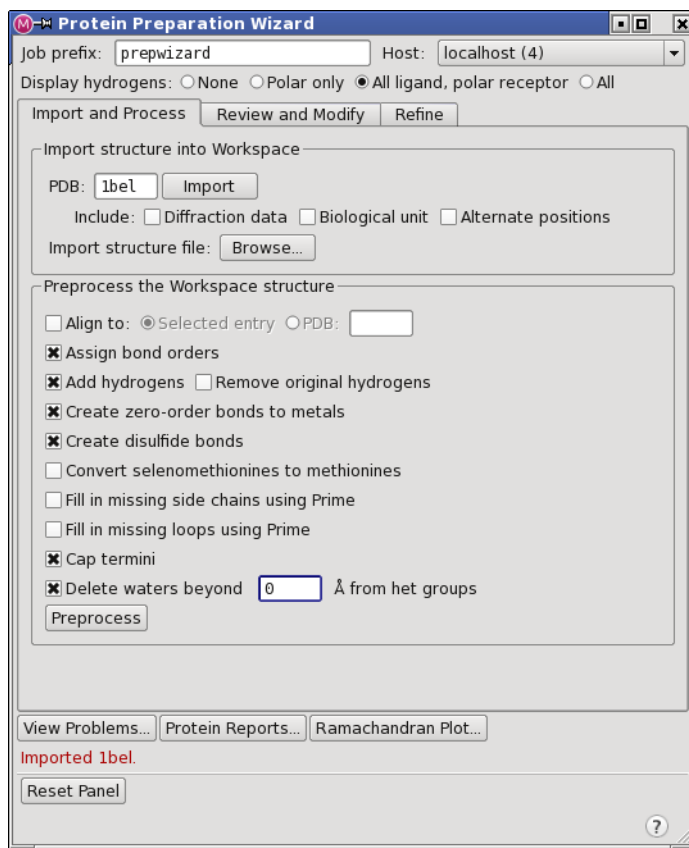 Protein Preparation Wizard
Job prefix: prepwizard Host: localhost (4)
Display hydrogens: None Polar only All ligand, polar receptor All
Import and Process Review and Modify Refine
Import structure into Workspace
PDB: 1bel Import
Include: Diffraction data Biological unit Alternate positions
Import structure file: Browse...
Preprocess the Workspace structure
Align to: Selected entry PDB:
Assign bond orders
Add hydrogens Remove original hydrogens
Create zero-order bonds to metals
Create disulfide bonds
Convert selenomethionines to methionines
Fill in missing side chains using Prime
Fill in missing loops using Prime
Cap termini
Delete waters beyond 0 Å from het groups
Preprocess
View Problems... Protein Reports... Ramachandran Plot...
Imported 1bel.
Reset Panel
?